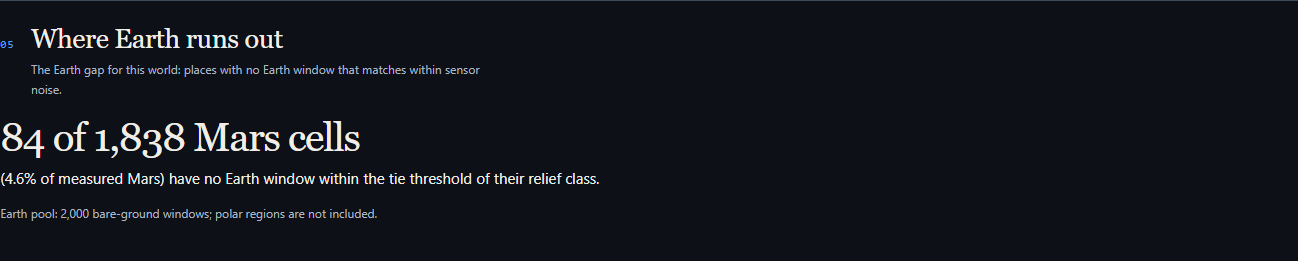 05 Where Earth runs out
The Earth gap for this world: places with no Earth window that matches within sensor
noise.
84 of 1,838 Mars cells
(4.6% of measured Mars) have no Earth window within the tie threshold of their relief class.
Earth pool: 2,000 bare-ground windows; polar regions are not included.